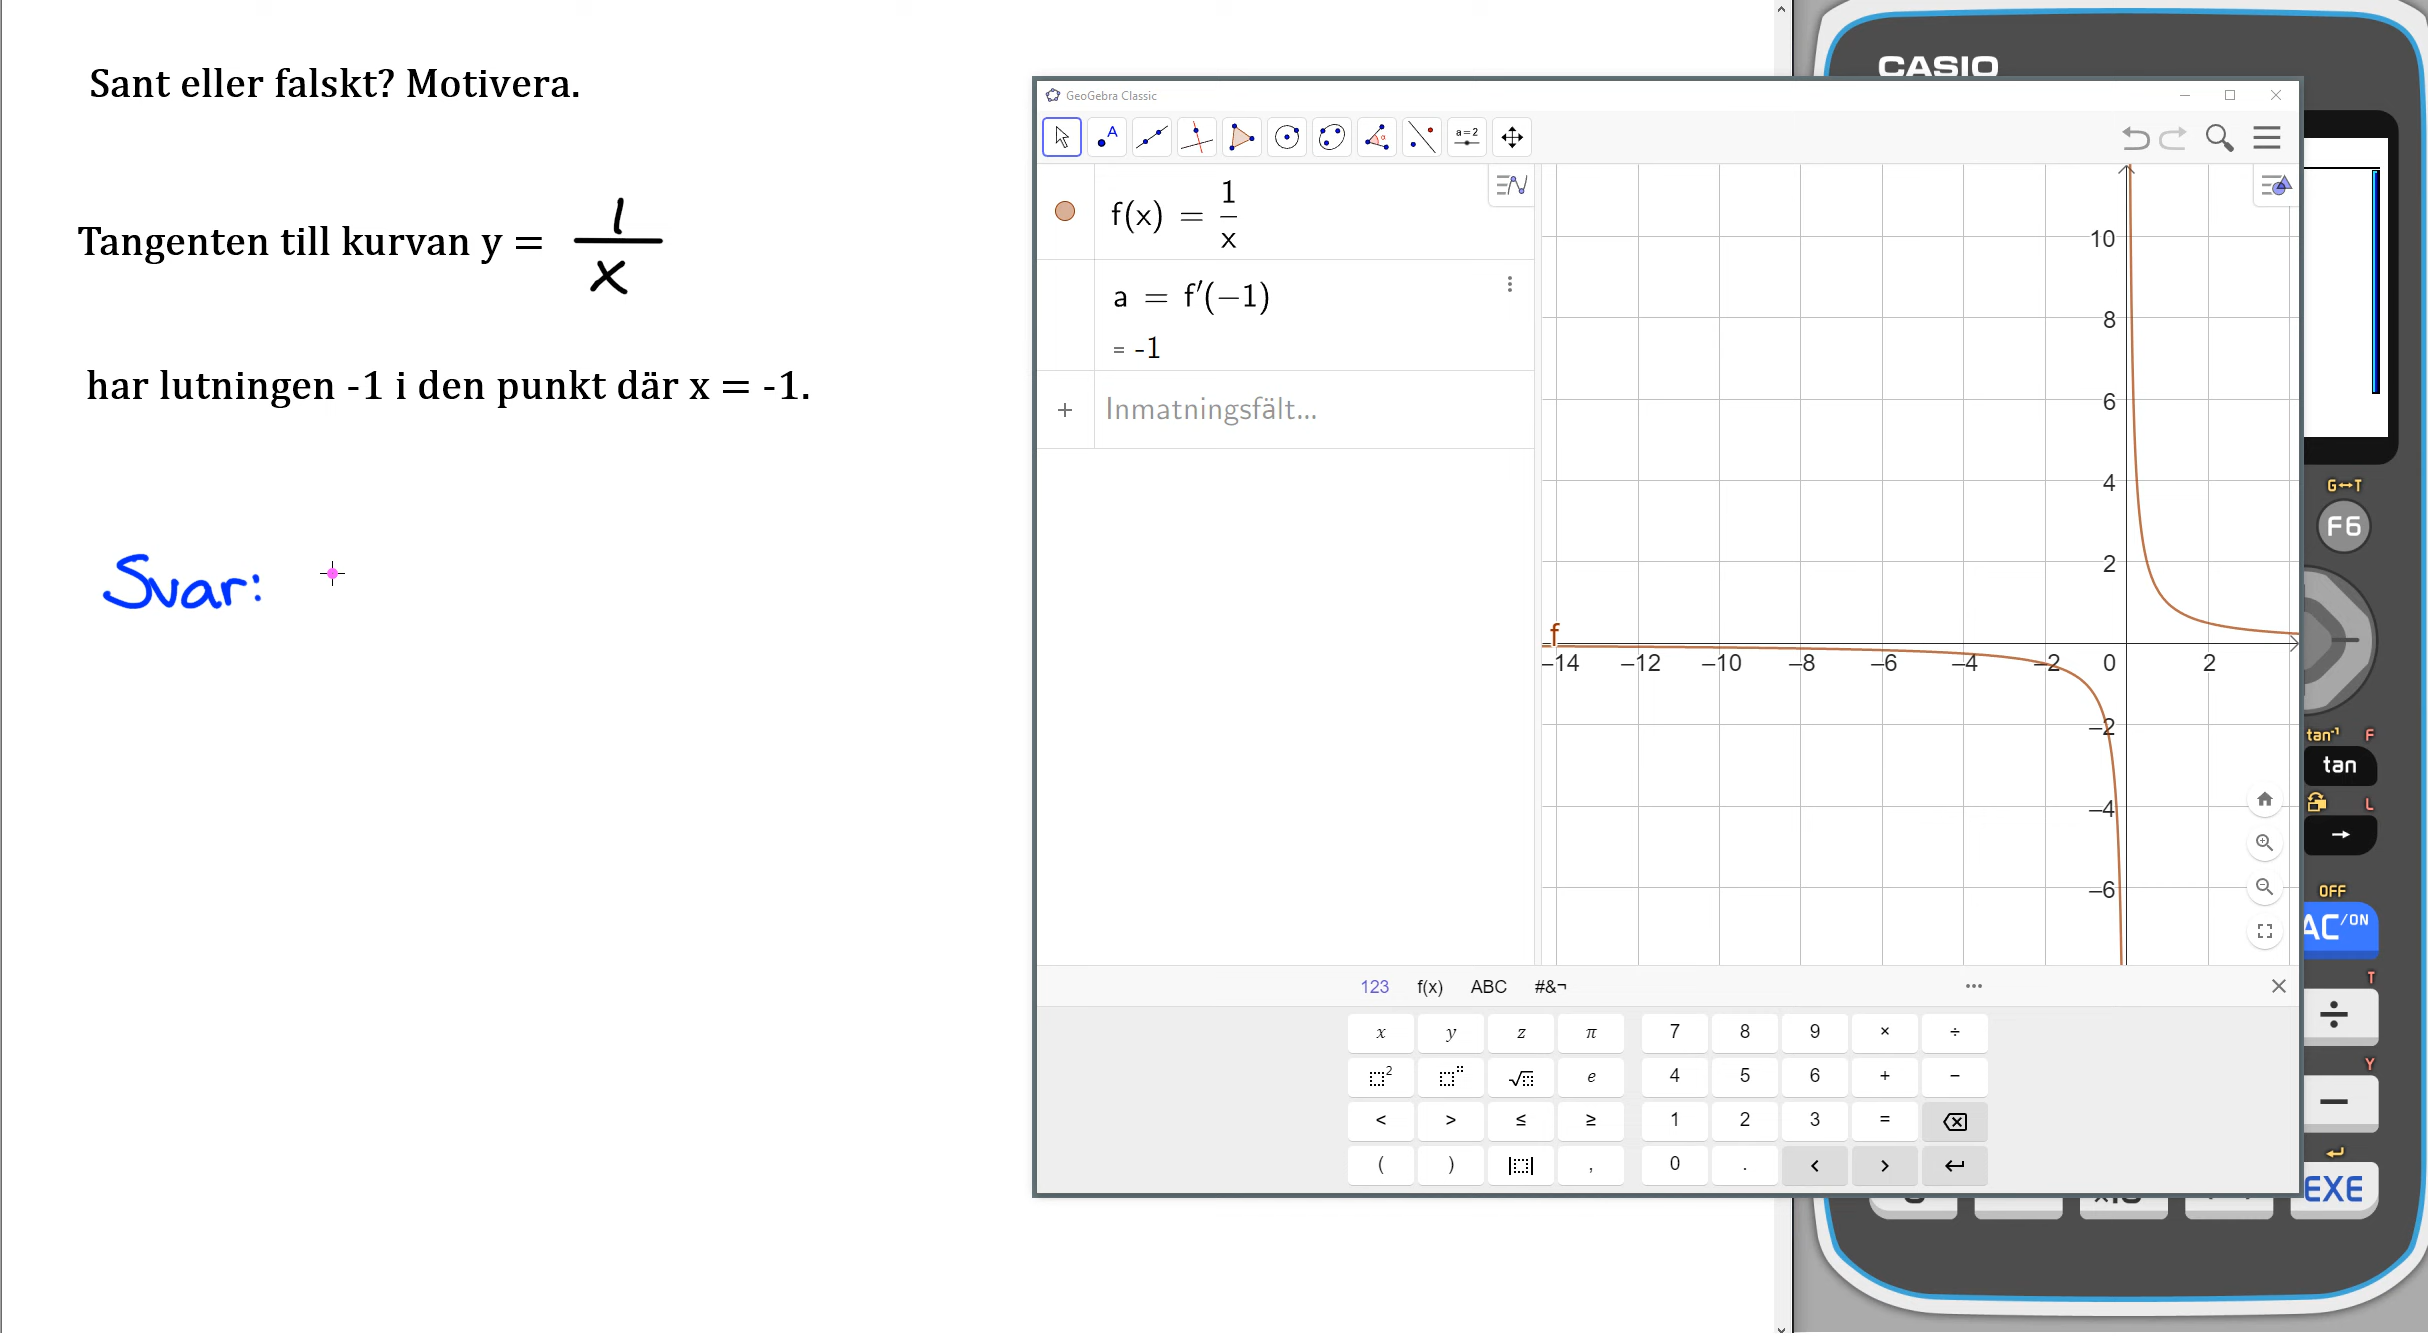 Sant eller falskt? Motivera.
Tangenten till kurvan y = 1/x
har lutningen -1 i den punkt där x = -1.
Svar:
CASIO
GeoGebra Classic
A
a=2
f(x) = 1/x
a = f′(−1)
= -1
+ Inmatningsfält...
f
10
8
6
4
2
−14 −12 −10 −8 −6 −4 −2 0 2
−2
−4
−6
123 f(x) ABC #&¬
x y z π 7 8 9 × ÷
□² □ √ e 4 5 6 + −
< > ≤ ≥ 1 2 3 =
( ) |□| , 0 . < >
G↔T
F6
tan⁻¹ F
tan
L
→
OFF
AC/ON
T
÷
Y
−
EXE